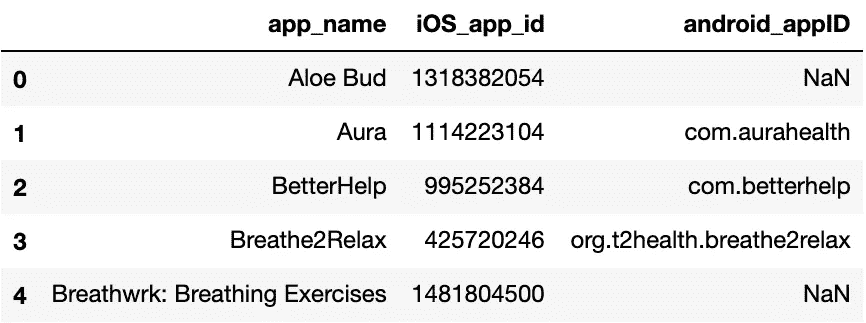 app_name iOS_app_id android_appID
0 Aloe Bud 1318382054 NaN
1 Aura 1114223104 com.aurahealth
2 BetterHelp 995252384 com.betterhelp
3 Breathe2Relax 425720246 org.t2health.breathe2relax
4 Breathwrk: Breathing Exercises 1481804500 NaN